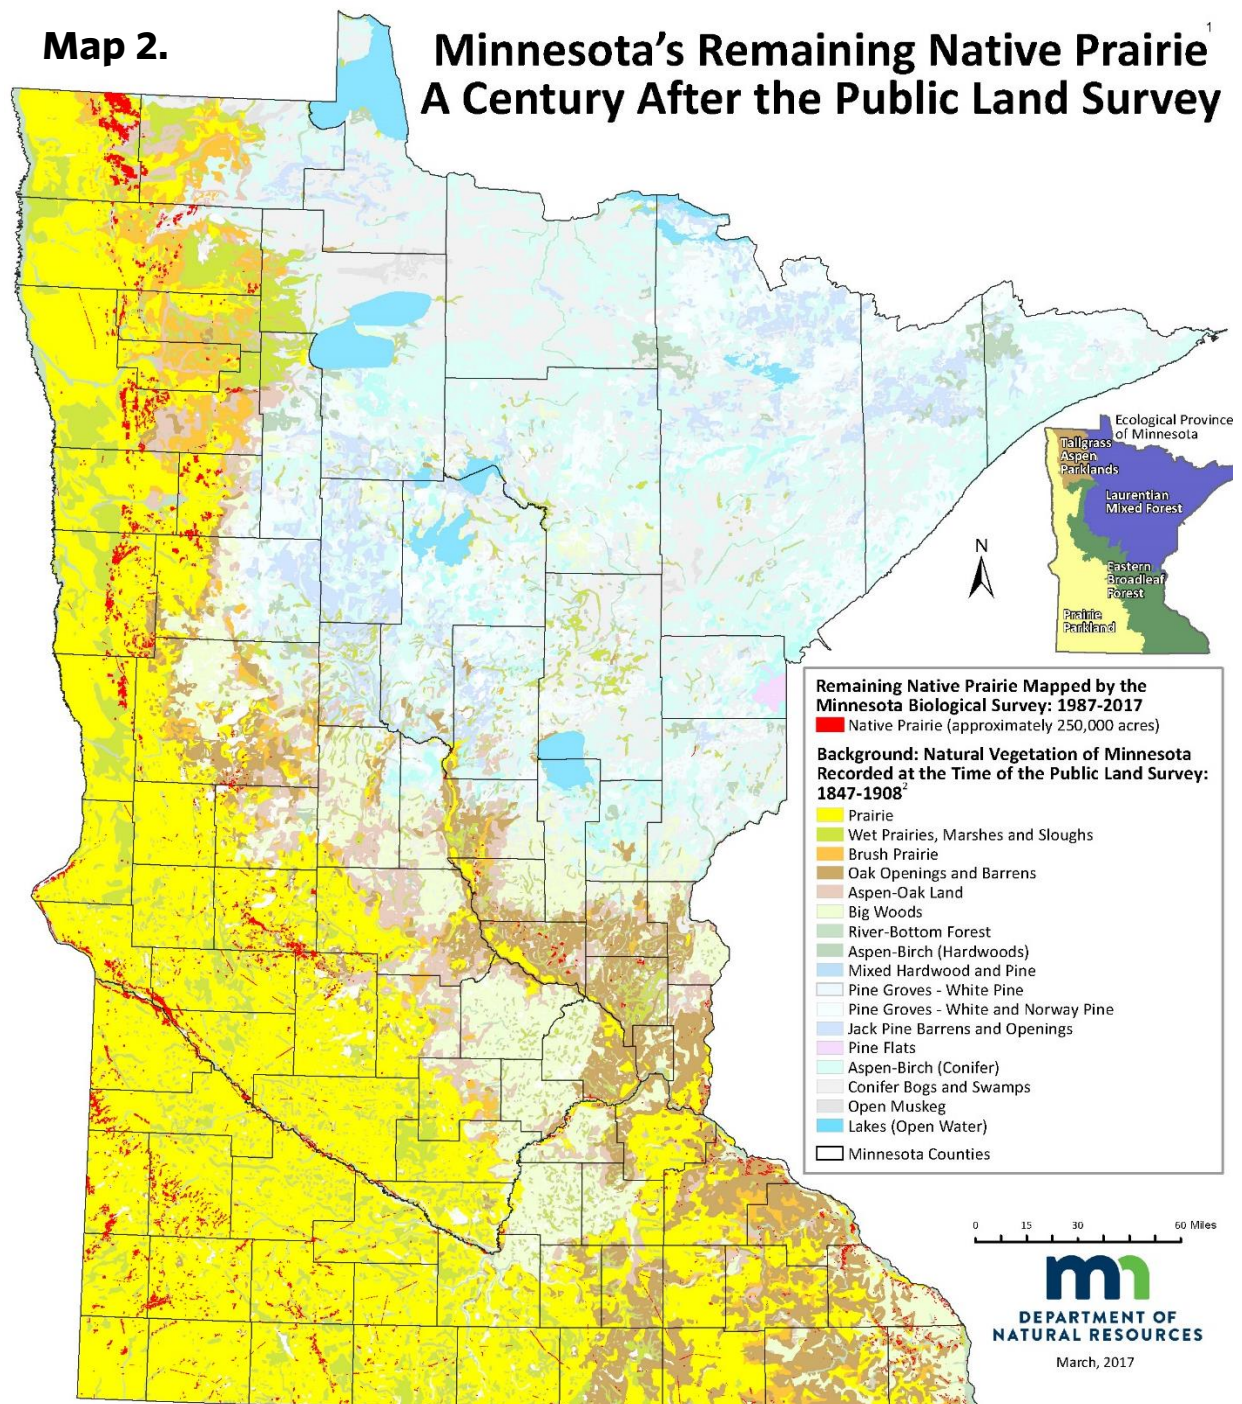 Map 2.
Minnesota's Remaining Native Prairie1
A Century After the Public Land Survey
Ecological Province
of Minnesota
Tallgrass
Aspen
Parklands
Laurentian
Mixed Forest
Eastern
Broadleaf
Forest
Prairie
Parkland
N
Remaining Native Prairie Mapped by the
Minnesota Biological Survey: 1987-2017
Native Prairie (approximately 250,000 acres)
Background: Natural Vegetation of Minnesota
Recorded at the Time of the Public Land Survey:
1847-19082
Prairie
Wet Prairies, Marshes and Sloughs
Brush Prairie
Oak Openings and Barrens
Aspen-Oak Land
Big Woods
River-Bottom Forest
Aspen-Birch (Hardwoods)
Mixed Hardwood and Pine
Pine Groves - White Pine
Pine Groves - White and Norway Pine
Jack Pine Barrens and Openings
Pine Flats
Aspen-Birch (Conifer)
Conifer Bogs and Swamps
Open Muskeg
Lakes (Open Water)
Minnesota Counties
0 15 30 60 Miles
mn
DEPARTMENT OF
NATURAL RESOURCES
March, 2017